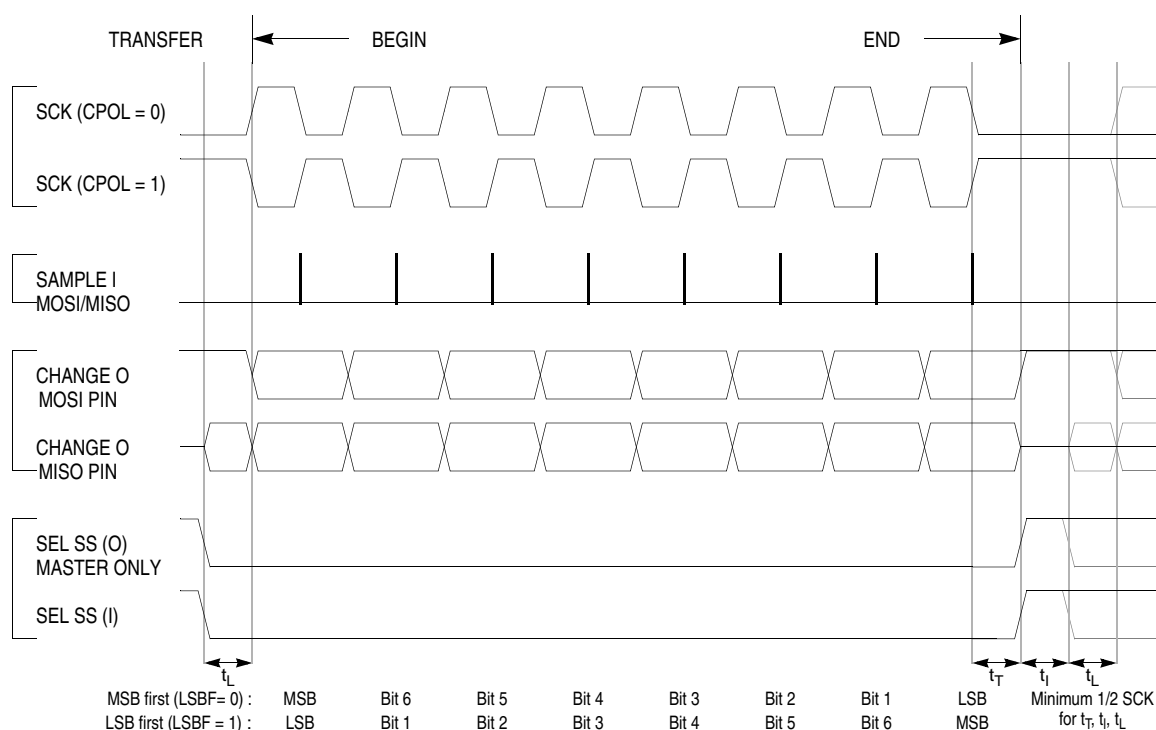 TRANSFER BEGIN END
SCK (CPOL = 0)
SCK (CPOL = 1)
SAMPLE I
MOSI/MISO
CHANGE O
MOSI PIN
CHANGE O
MISO PIN
SEL SS (O)
MASTER ONLY
SEL SS (I)
tL tT tI tL
MSB first (LSBF= 0) : MSB Bit 6 Bit 5 Bit 4 Bit 3 Bit 2 Bit 1 LSB Minimum 1/2 SCK
LSB first (LSBF = 1) : LSB Bit 1 Bit 2 Bit 3 Bit 4 Bit 5 Bit 6 MSB for tT, tl, tL